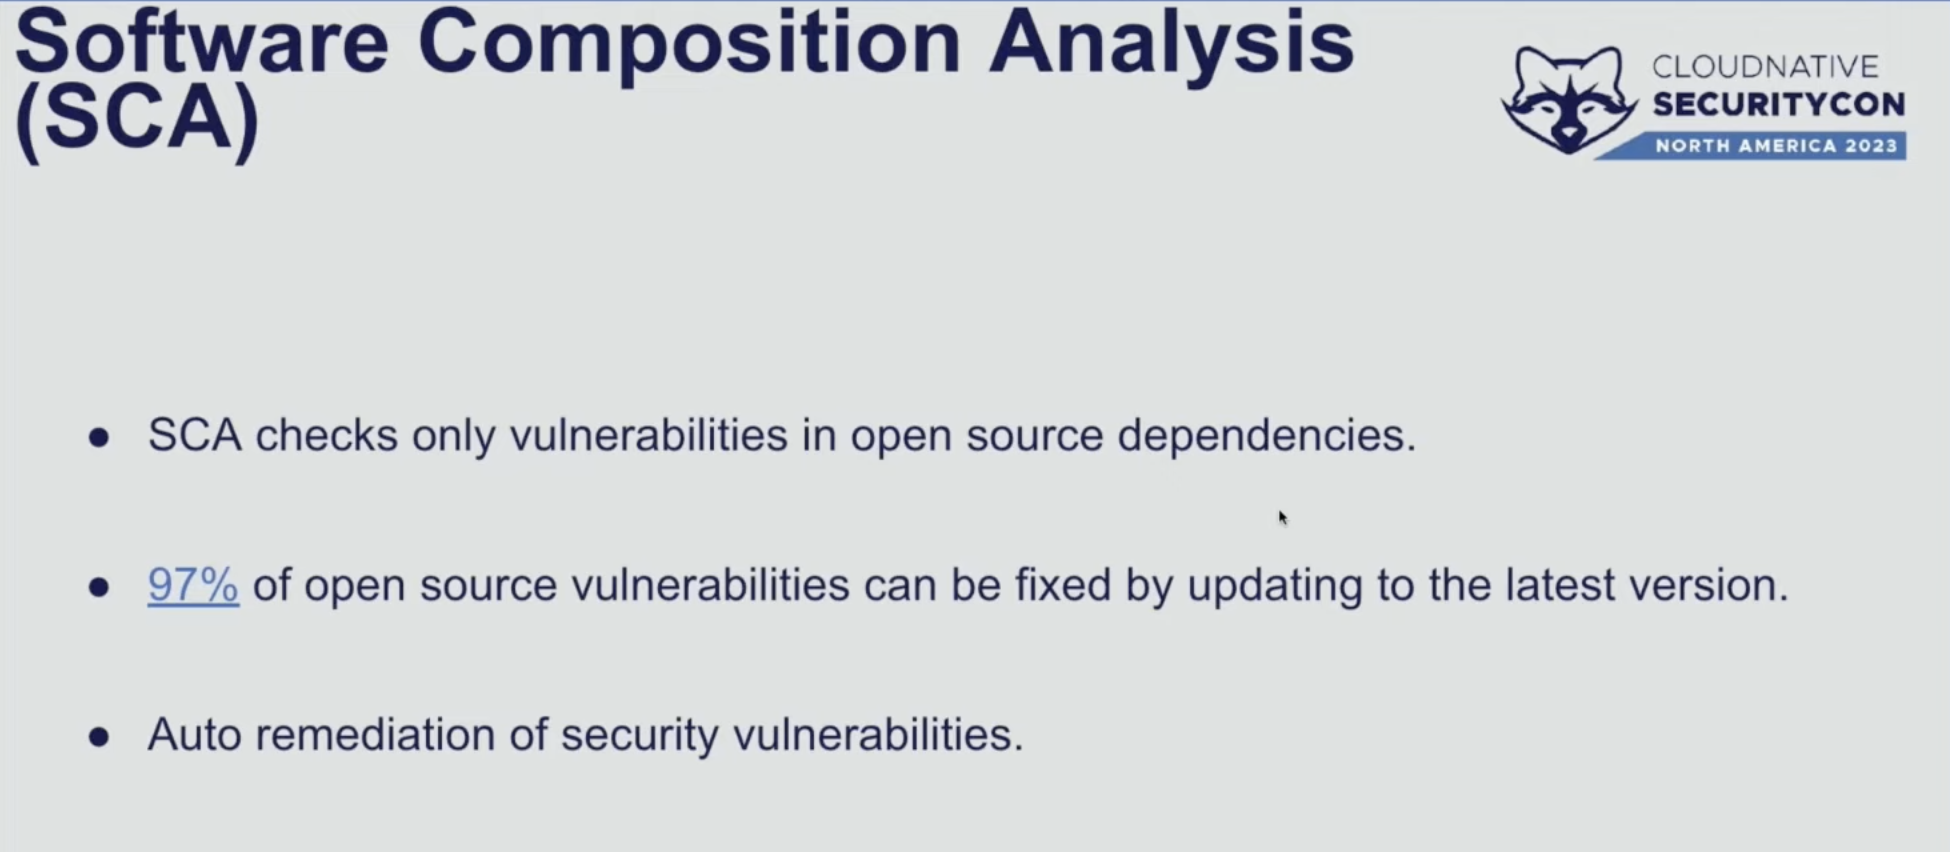 Software Composition Analysis
(SCA)
CLOUDNATIVE
SECURITYCON
NORTH AMERICA 2023
● SCA checks only vulnerabilities in open source dependencies.
● 97% of open source vulnerabilities can be fixed by updating to the latest version.
● Auto remediation of security vulnerabilities.